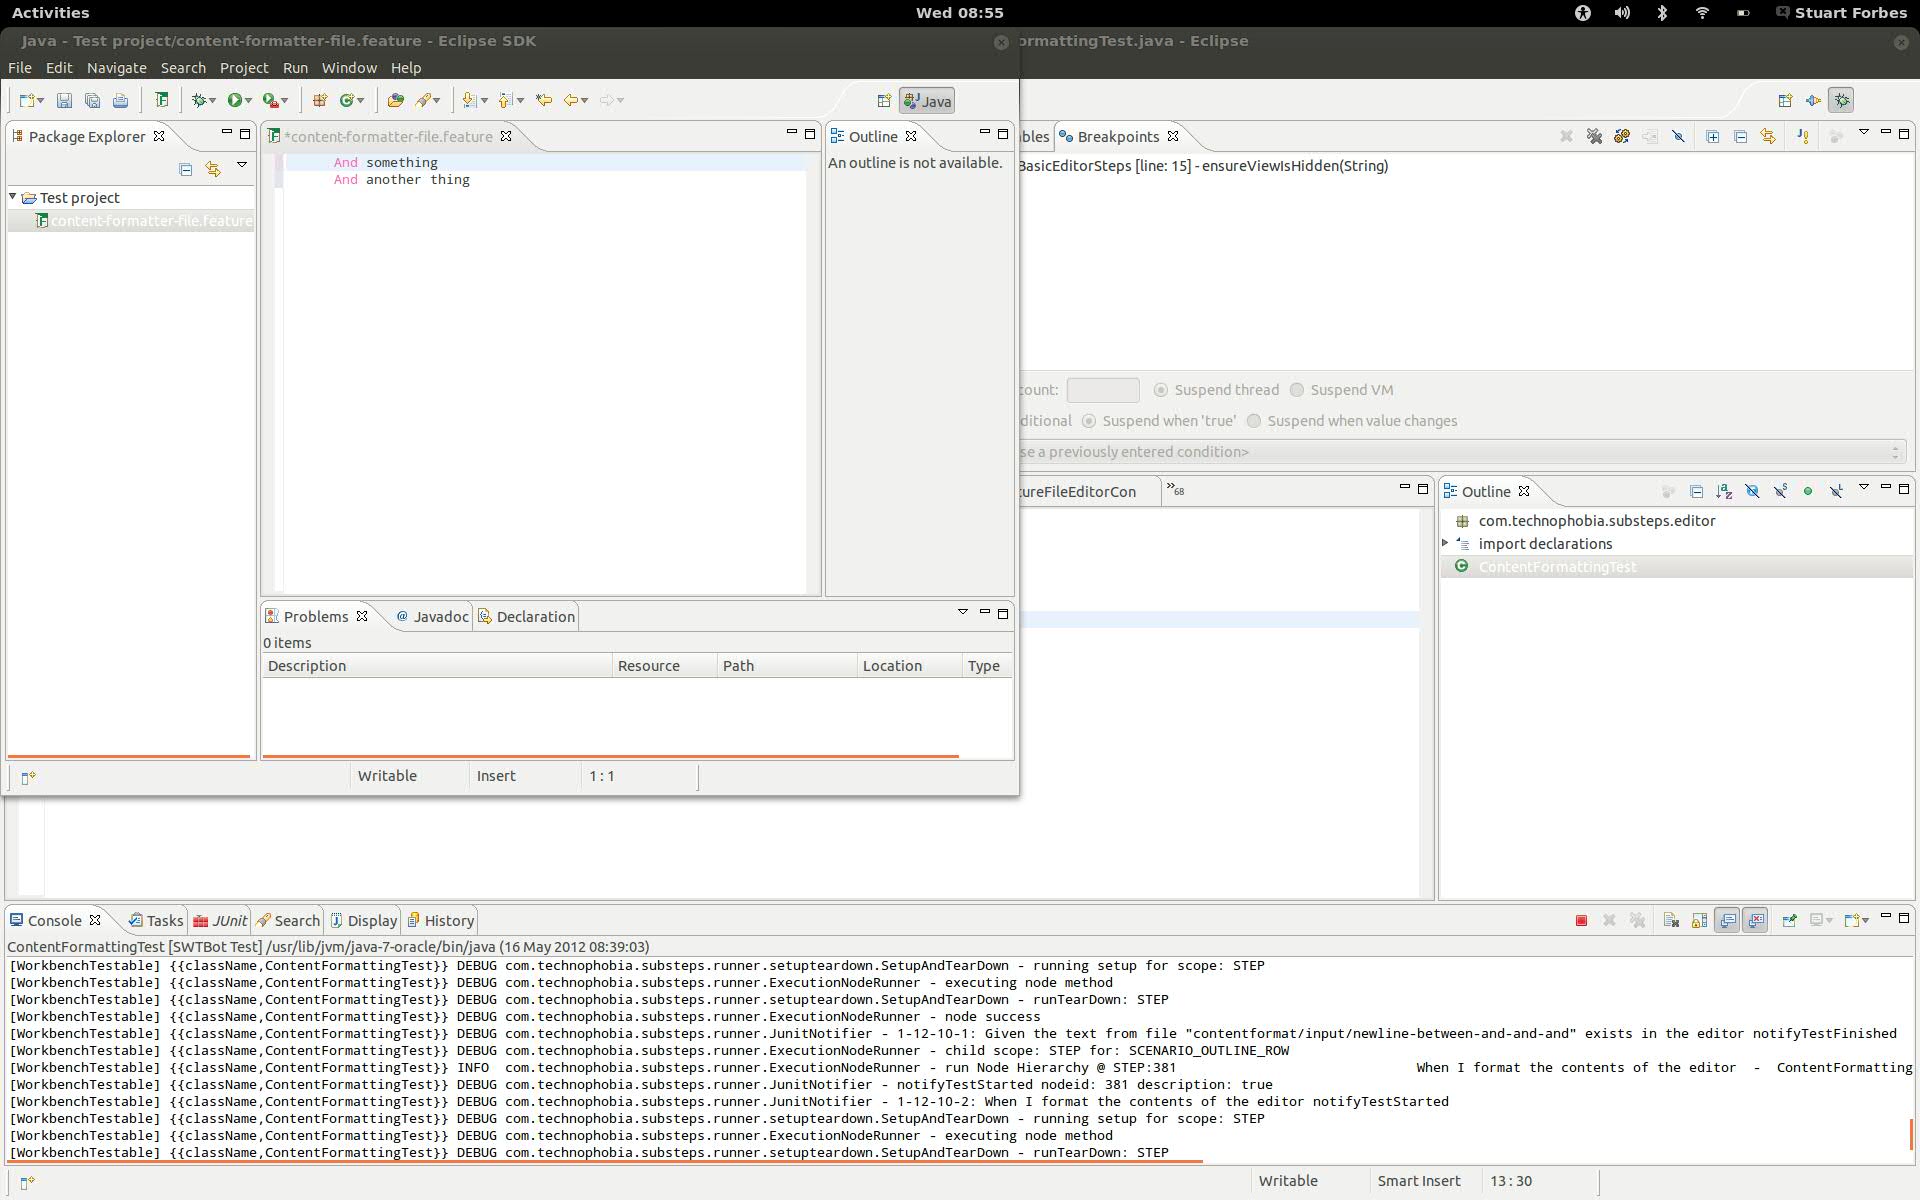 Activities
Wed 08:55
Stuart Forbes
Java - Test project/content-formatter-file.feature - Eclipse SDK
ormattingTest.java - Eclipse
File Edit Navigate Search Project Run Window Help
Java
Package Explorer
*content-formatter-file.feature
Outline
bles
Breakpoints
And something
An outline is not available.
BasicEditorSteps [line: 15] - ensureViewIsHidden(String)
And another thing
Test project
content-formatter-file.feature
ount:
Suspend thread
Suspend VM
ditional
Suspend when 'true'
Suspend when value changes
se a previously entered condition>
tureFileEditorCon
»68
Outline
com.technophobia.substeps.editor
import declarations
ContentFormattingTest
Problems
Javadoc
Declaration
0 items
Description Resource Path Location Type
Writable Insert 1 : 1
Console
Tasks
JUnit
Search
Display
History
ContentFormattingTest [SWTBot Test] /usr/lib/jvm/java-7-oracle/bin/java (16 May 2012 08:39:03)
[WorkbenchTestable] {{className,ContentFormattingTest}} DEBUG com.technophobia.substeps.runner.setupteardown.SetupAndTearDown - running setup for scope: STEP
[WorkbenchTestable] {{className,ContentFormattingTest}} DEBUG com.technophobia.substeps.runner.ExecutionNodeRunner - executing node method
[WorkbenchTestable] {{className,ContentFormattingTest}} DEBUG com.technophobia.substeps.runner.setupteardown.SetupAndTearDown - runTearDown: STEP
[WorkbenchTestable] {{className,ContentFormattingTest}} DEBUG com.technophobia.substeps.runner.ExecutionNodeRunner - node success
[WorkbenchTestable] {{className,ContentFormattingTest}} DEBUG com.technophobia.substeps.runner.JunitNotifier - 1-12-10-1: Given the text from file "contentformat/input/newline-between-and-and-and" exists in the editor notifyTestFinished
[WorkbenchTestable] {{className,ContentFormattingTest}} DEBUG com.technophobia.substeps.runner.ExecutionNodeRunner - child scope: STEP for: SCENARIO_OUTLINE_ROW
[WorkbenchTestable] {{className,ContentFormattingTest}} INFO  com.technophobia.substeps.runner.ExecutionNodeRunner - run Node Hierarchy @ STEP:381 When I format the contents of the editor - ContentFormatting
[WorkbenchTestable] {{className,ContentFormattingTest}} DEBUG com.technophobia.substeps.runner.JunitNotifier - notifyTestStarted nodeid: 381 description: true
[WorkbenchTestable] {{className,ContentFormattingTest}} DEBUG com.technophobia.substeps.runner.JunitNotifier - 1-12-10-2: When I format the contents of the editor notifyTestStarted
[WorkbenchTestable] {{className,ContentFormattingTest}} DEBUG com.technophobia.substeps.runner.setupteardown.SetupAndTearDown - running setup for scope: STEP
[WorkbenchTestable] {{className,ContentFormattingTest}} DEBUG com.technophobia.substeps.runner.ExecutionNodeRunner - executing node method
[WorkbenchTestable] {{className,ContentFormattingTest}} DEBUG com.technophobia.substeps.runner.setupteardown.SetupAndTearDown - runTearDown: STEP
Writable Smart Insert 13 : 30